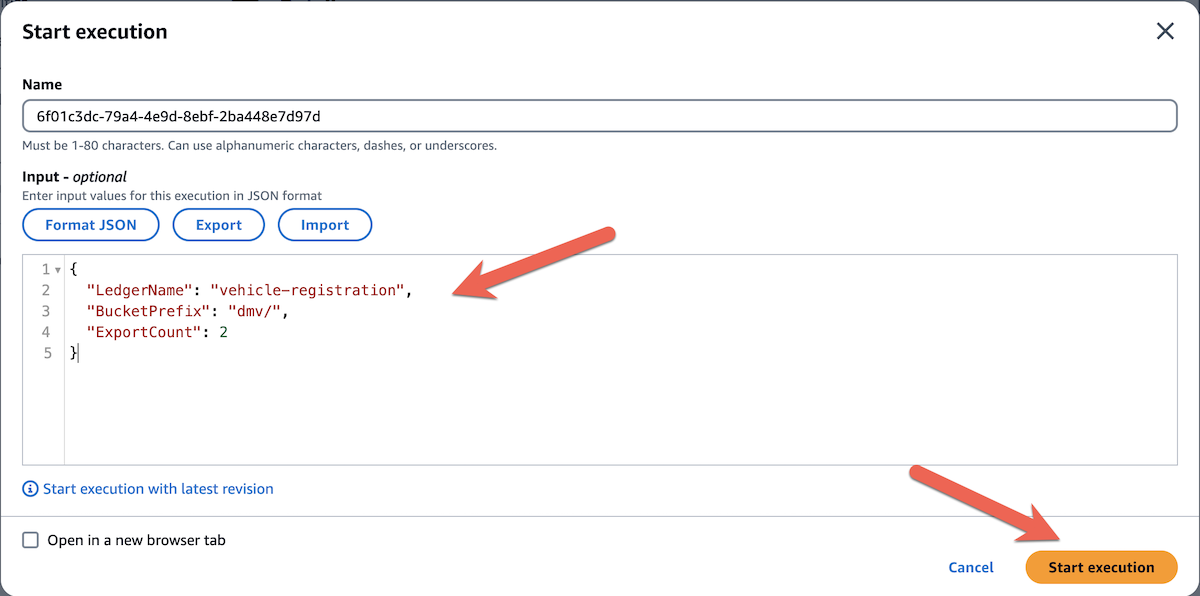 Start execution
Name
6f01c3dc-79a4-4e9d-8ebf-2ba448e7d97d
Must be 1-80 characters. Can use alphanumeric characters, dashes, or underscores.
Input - optional
Enter input values for this execution in JSON format
Format JSON Export Import
1 {
2 "LedgerName": "vehicle-registration",
3 "BucketPrefix": "dmv/",
4 "ExportCount": 2
5 }
Start execution with latest revision
Open in a new browser tab
Cancel Start execution